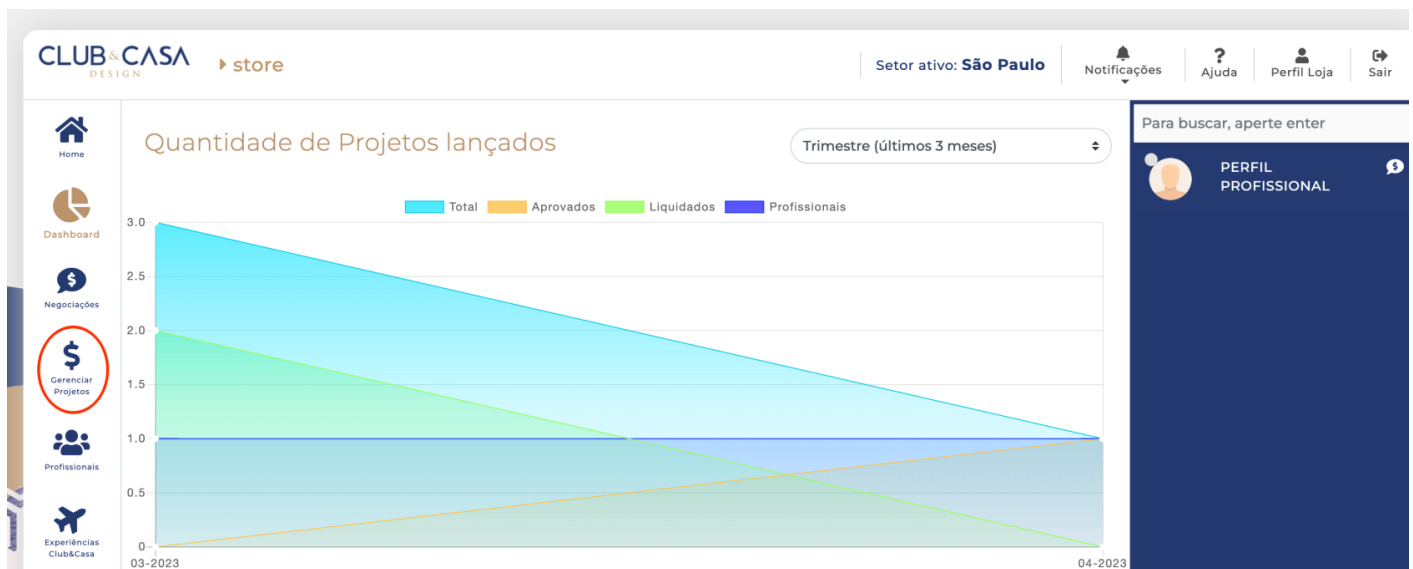 CLUB&CASA
DESIGN
store
Setor ativo: São Paulo
Notificações
Ajuda
Perfil Loja
Sair
Home
Dashboard
Negociações
Gerenciar
Projetos
Profissionais
Experiências
Club&Casa
Quantidade de Projetos lançados
Trimestre (últimos 3 meses)
Total
Aprovados
Liquidados
Profissionais
3.0
2.5
2.0
1.5
1.0
0.5
0
03-2023
04-2023
Para buscar, aperte enter
PERFIL
PROFISSIONAL